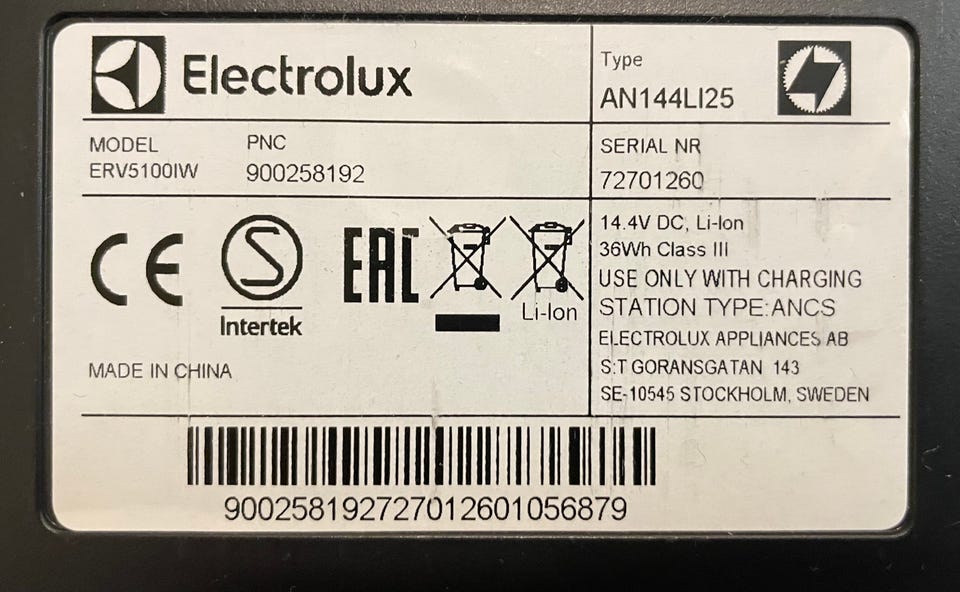 Electrolux
Type
AN144LI25
MODEL
ERV5100IW
PNC
900258192
SERIAL NR
72701260
CE
S
Intertek
EAC
Li-Ion
MADE IN CHINA
14.4V DC, Li-Ion
36Wh Class III
USE ONLY WITH CHARGING
STATION TYPE:ANCS
ELECTROLUX APPLIANCES AB
S:T GORANSGATAN 143
SE-10545 STOCKHOLM, SWEDEN
900258192727012601056879